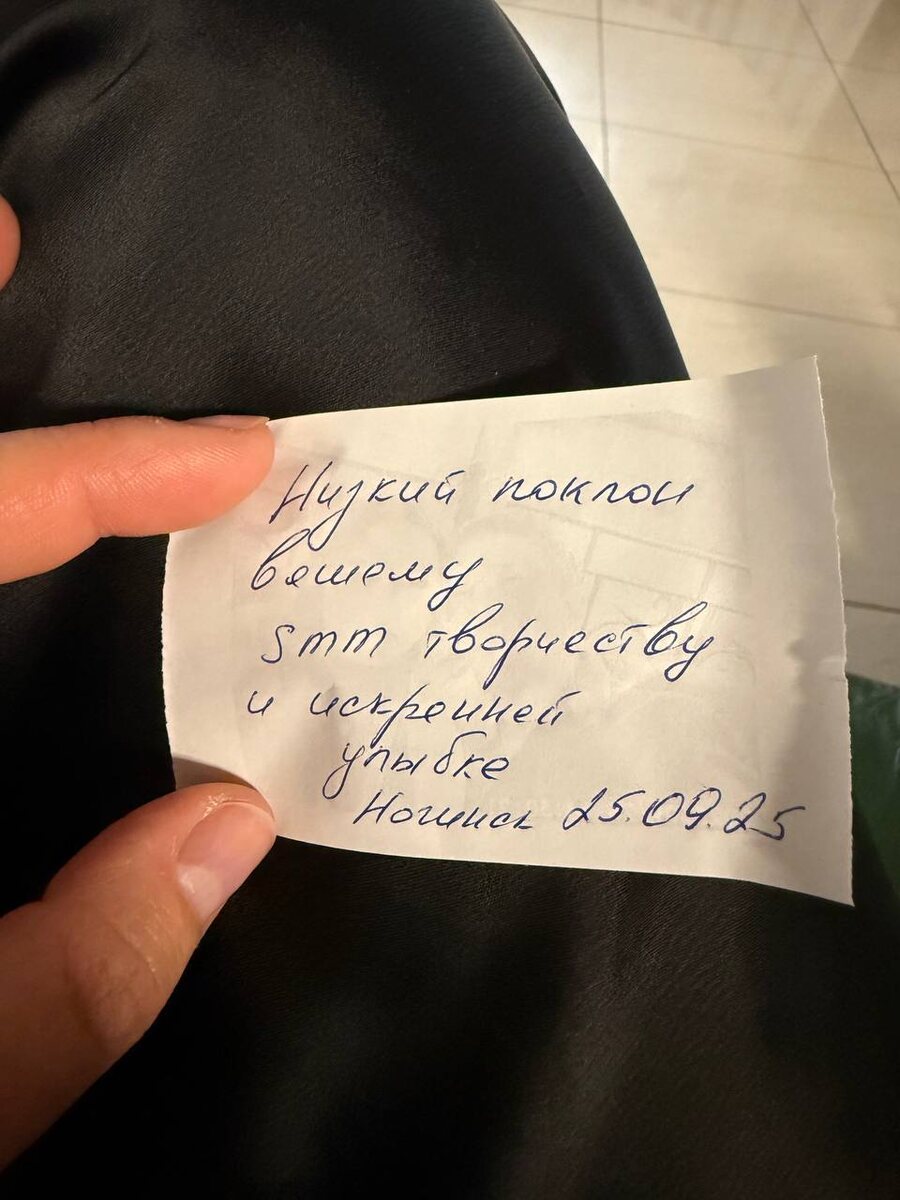 Низкий поклон
вашему
smm творчеству
и искренней
улыбке
Ногинск 25.09.25